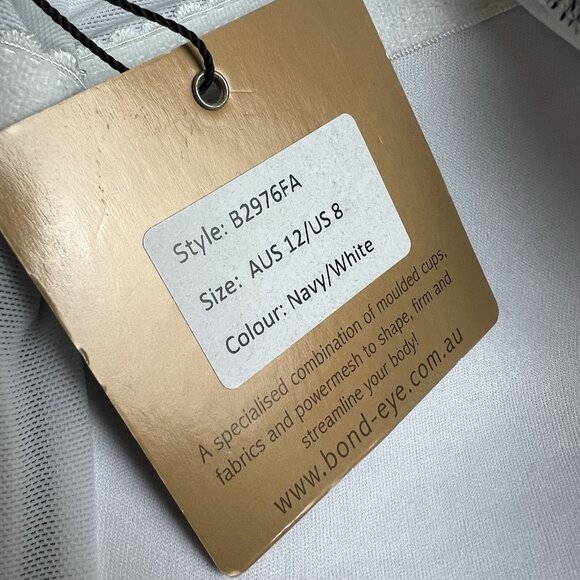 Style: B2976FA
Size: AUS 12/US 8
Colour: Navy/White
A specialised combination of moulded cups,
fabrics and powermesh to shape, firm and
streamline your body!
www.bond-eye.com.au